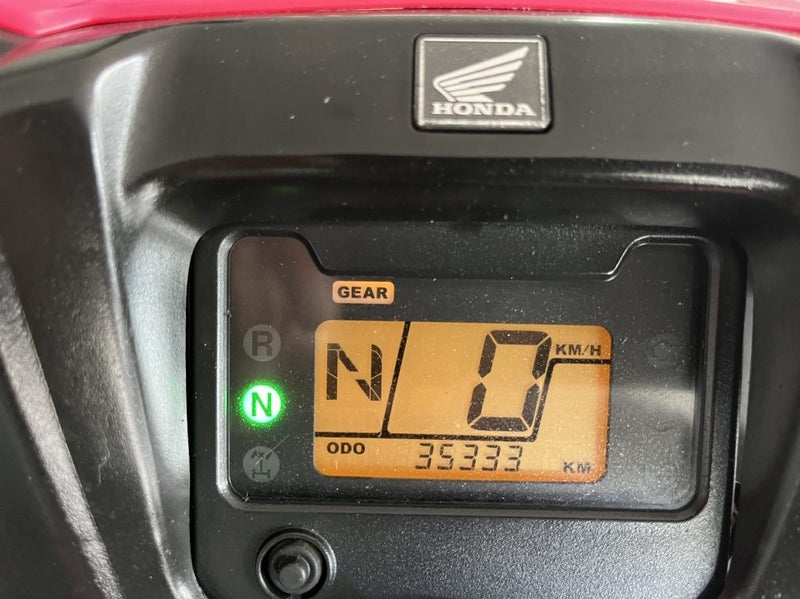 HONDA
GEAR
R
N
N 0 KM/H
ODO 35333 KM